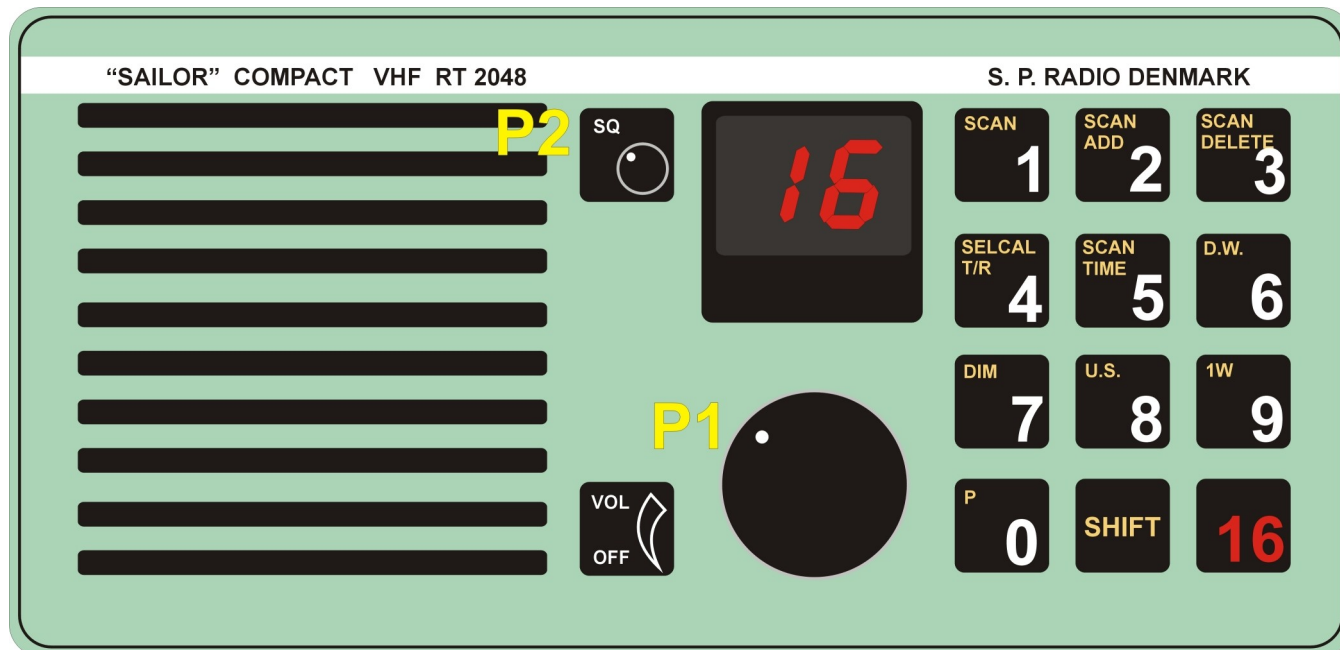 “SAILOR” COMPACT VHF RT 2048
S. P. RADIO DENMARK
P2
SQ
16
SCAN
1
SCAN
ADD
2
SCAN
DELETE
3
SELCAL
T/R
4
SCAN
TIME
5
D.W.
6
P1
DIM
7
U.S.
8
1W
9
VOL
OFF
P
0
SHIFT
16